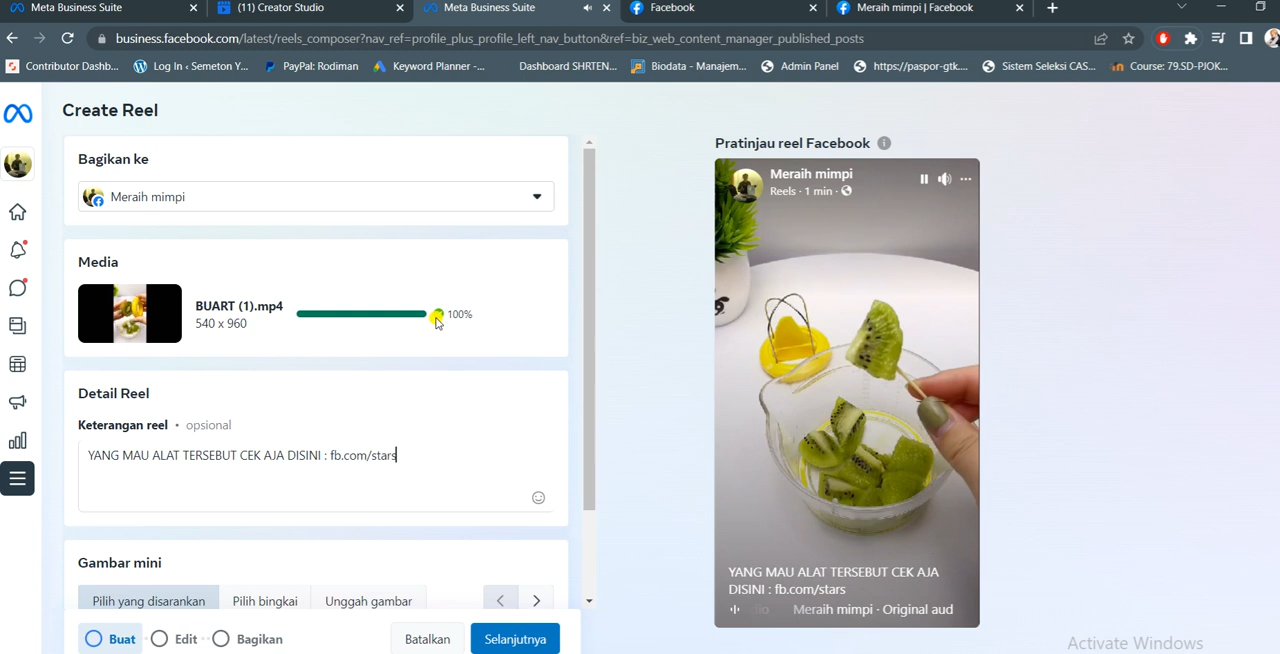 Meta Business Suite
(11) Creator Studio
Meta Business Suite
Facebook
Meraih mimpi | Facebook
business.facebook.com/latest/reels_composer?nav_ref=profile_plus_profile_left_nav_button&ref=biz_web_content_manager_published_posts
Contributor Dashb...
Log In ‹ Semeton Y...
PayPal: Rodiman
Keyword Planner -...
Dashboard SHRTEN...
Biodata - Manajem...
Admin Panel
https://paspor-gtk....
Sistem Seleksi CAS...
Course: 79.SD-PJOK...
Create Reel
Bagikan ke
Meraih mimpi
Media
BUART (1).mp4
540 x 960
100%
Detail Reel
Keterangan reel • opsional
YANG MAU ALAT TERSEBUT CEK AJA DISINI : fb.com/stars
Gambar mini
Pilih yang disarankan
Pilih bingkai
Unggah gambar
Buat
Edit
Bagikan
Batalkan
Selanjutnya
Pratinjau reel Facebook
Meraih mimpi
Reels · 1 min ·
YANG MAU ALAT TERSEBUT CEK AJA
DISINI : fb.com/stars
Meraih mimpi · Original aud
Activate Windows